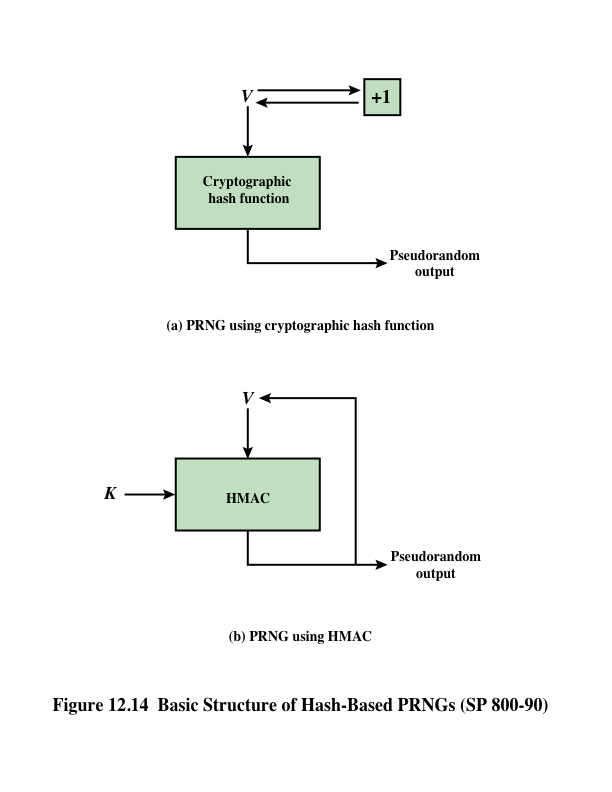 V
+1
Cryptographic
hash function
Pseudorandom
output
(a) PRNG using cryptographic hash function
V
K
HMAC
Pseudorandom
output
(b) PRNG using HMAC
Figure 12.14 Basic Structure of Hash-Based PRNGs (SP 800-90)